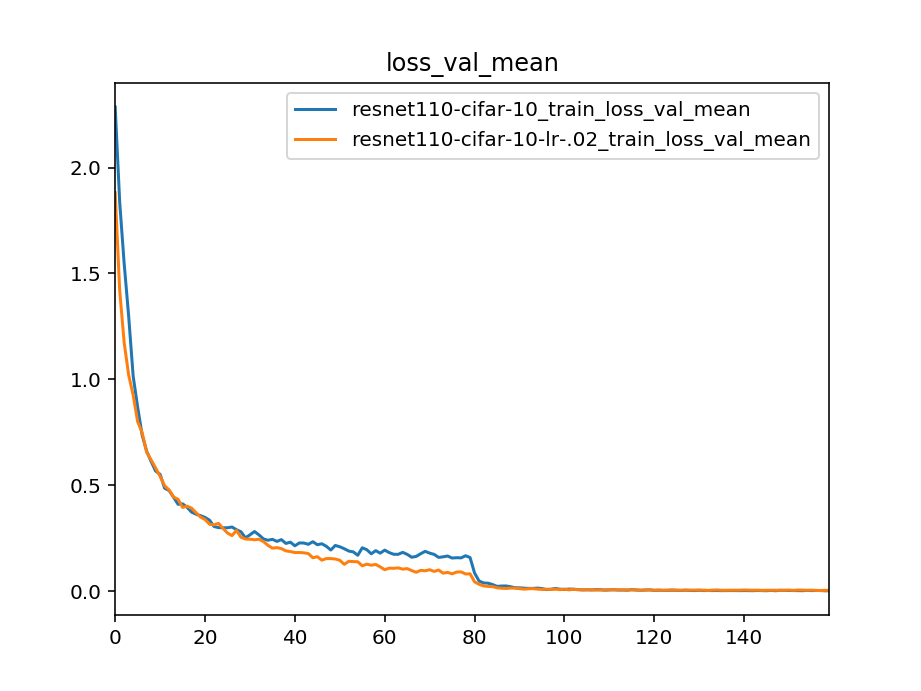 loss_val_mean
resnet110-cifar-10_train_loss_val_mean
resnet110-cifar-10-lr-.02_train_loss_val_mean
2.0
1.5
1.0
0.5
0.0
0 20 40 60 80 100 120 140